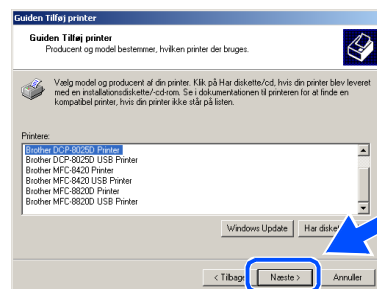 Guiden Tilføj printer
Guiden Tilføj printer
Producent og model bestemmer, hvilken printer der bruges.
Vælg model og producent af din printer. Klik på Har diskette/cd, hvis din printer blev leveret
med en installationsdiskette/-cd-rom. Se i dokumentationen til printeren for at finde en
kompatibel printer, hvis din printer ikke står på listen.
Printere:
Brother DCP-8025D Printer
Brother DCP-8025D USB Printer
Brother MFC-8420 Printer
Brother MFC-8420 USB Printer
Brother MFC-8820D Printer
Brother MFC-8820D USB Printer
Windows Update Har diskette
< Tilbage Næste > Annuller